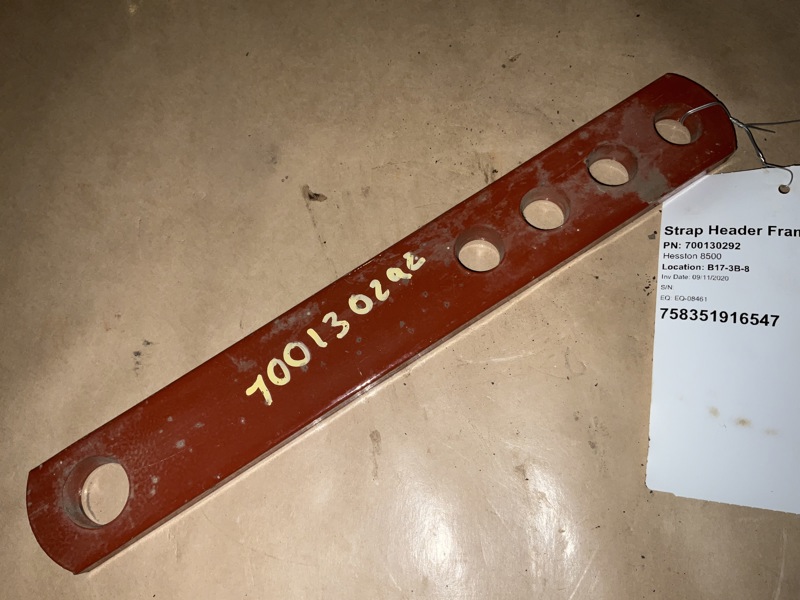 700130292
Strap Header Fram
PN: 700130292
Hesston 8500
Location: B17-3B-8
Inv Date: 09/11/2020
S/N:
EQ: EQ-08461
758351916547